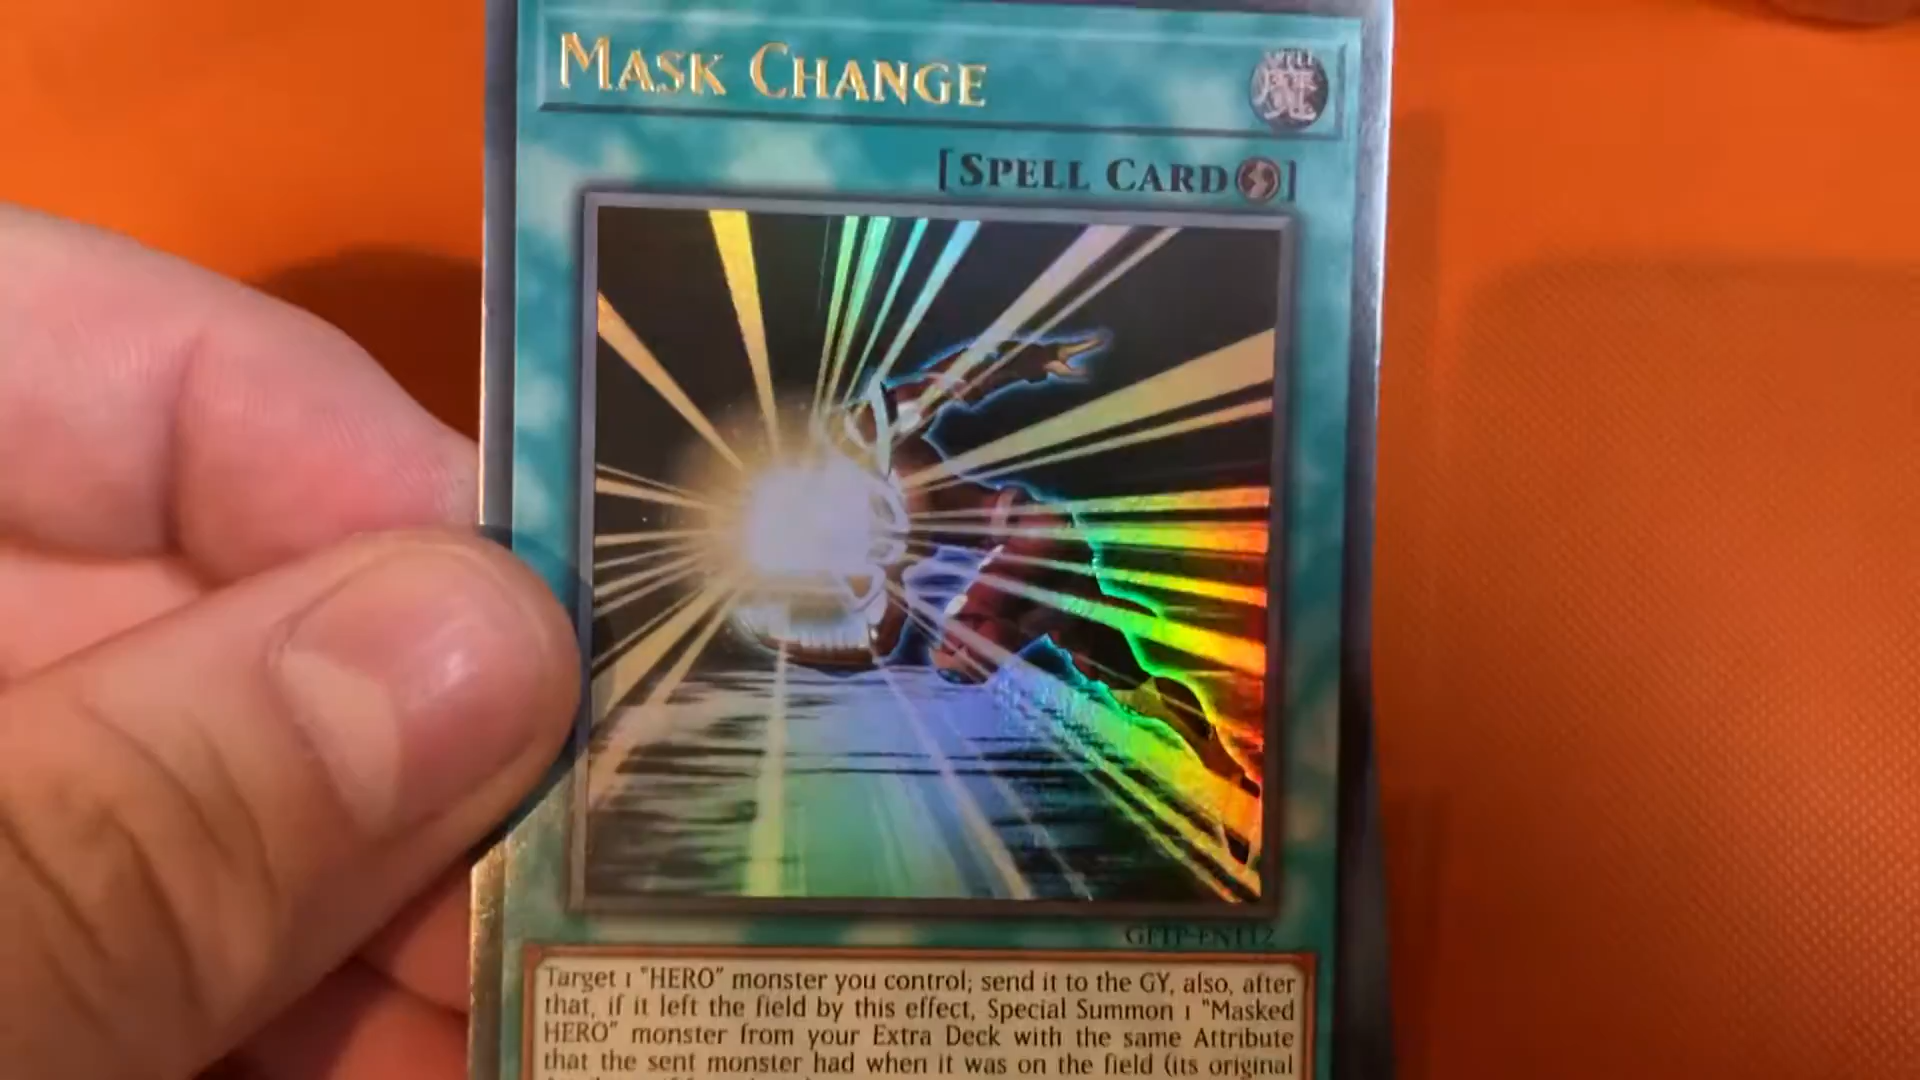 MASK CHANGE
[SPELL CARD]
GFTP-EN112
Target 1 "HERO" monster you control; send it to the GY, also, after
that, if it left the field by this effect, Special Summon 1 "Masked
HERO" monster from your Extra Deck with the same Attribute
that the sent monster had when it was on the field (its original